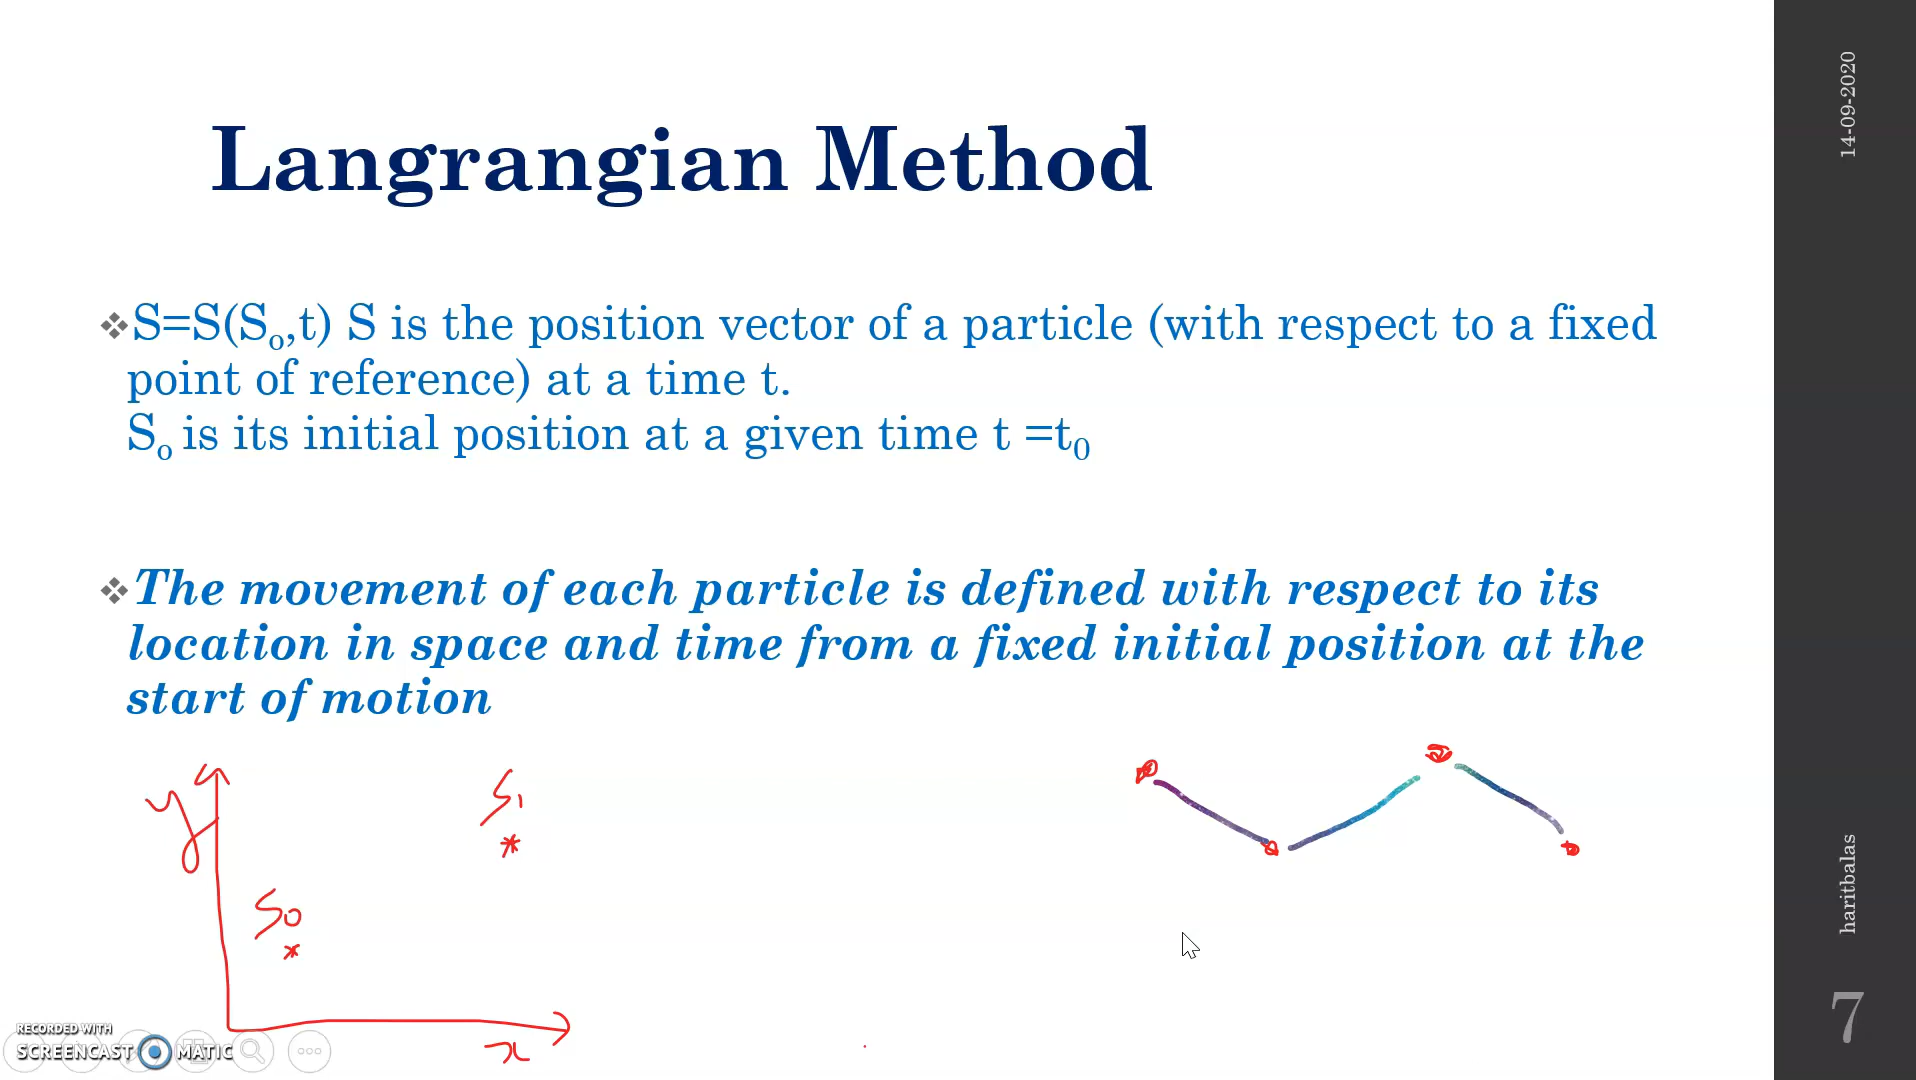 Langrangian Method
❖S=S(Sₒ,t) S is the position vector of a particle (with respect to a fixed
point of reference) at a time t.
Sₒ is its initial position at a given time t =t₀
❖The movement of each particle is defined with respect to its
location in space and time from a fixed initial position at the
start of motion
y
S₁
S₀
x
14-09-2020
haritbalas
7
RECORDED WITH
SCREENCAST MATIC